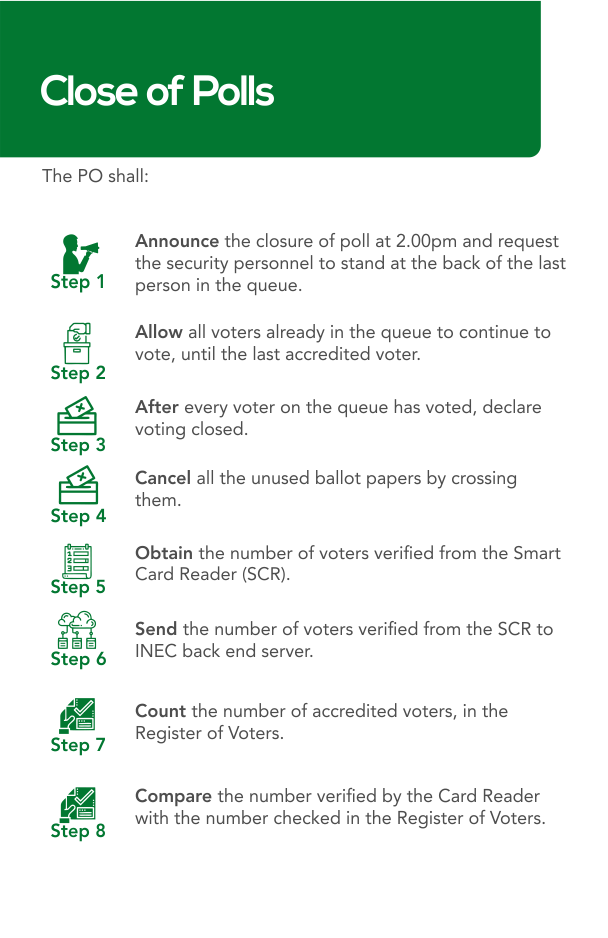 Close of Polls
The PO shall:
Step 1
Announce the closure of poll at 2.00pm and request
the security personnel to stand at the back of the last
person in the queue.
Step 2
Allow all voters already in the queue to continue to
vote, until the last accredited voter.
Step 3
After every voter on the queue has voted, declare
voting closed.
Step 4
Cancel all the unused ballot papers by crossing
them.
Step 5
Obtain the number of voters verified from the Smart
Card Reader (SCR).
Step 6
Send the number of voters verified from the SCR to
INEC back end server.
Step 7
Count the number of accredited voters, in the
Register of Voters.
Step 8
Compare the number verified by the Card Reader
with the number checked in the Register of Voters.